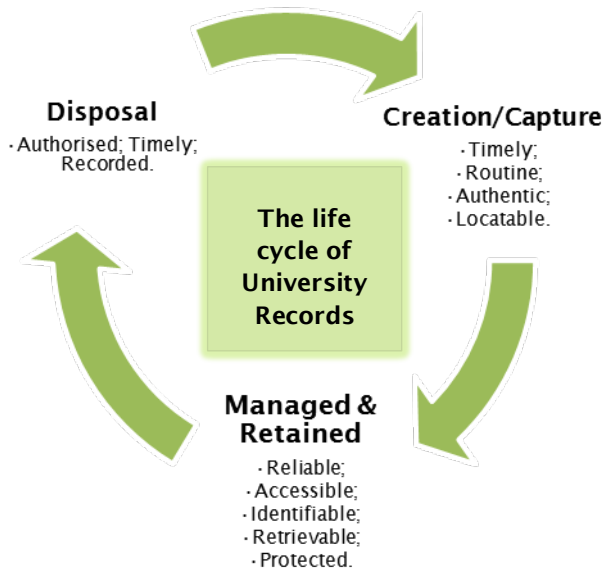 Disposal
·Authorised; Timely;
Recorded.
Creation/Capture
·Timely;
·Routine;
·Authentic;
·Locatable.
The life
cycle of
University
Records
Managed &
Retained
·Reliable;
·Accessible;
·Identifiable;
·Retrievable;
·Protected.